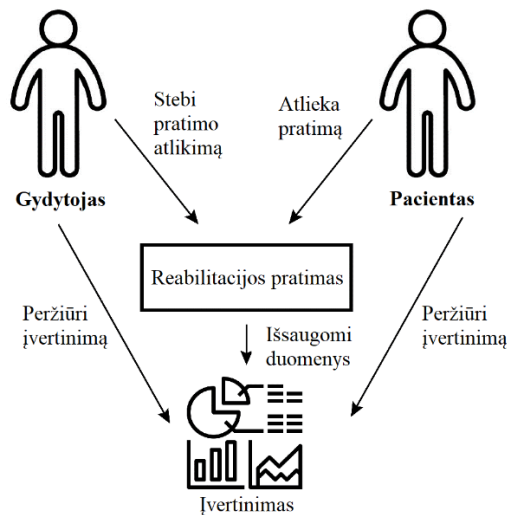 Stebi
pratimo
atlikimą
Atlieka
pratimą
Gydytojas
Pacientas
Reabilitacijos pratimas
Peržiūri
įvertinimą
Išsaugomi
duomenys
Peržiūri
įvertinimą
Įvertinimas